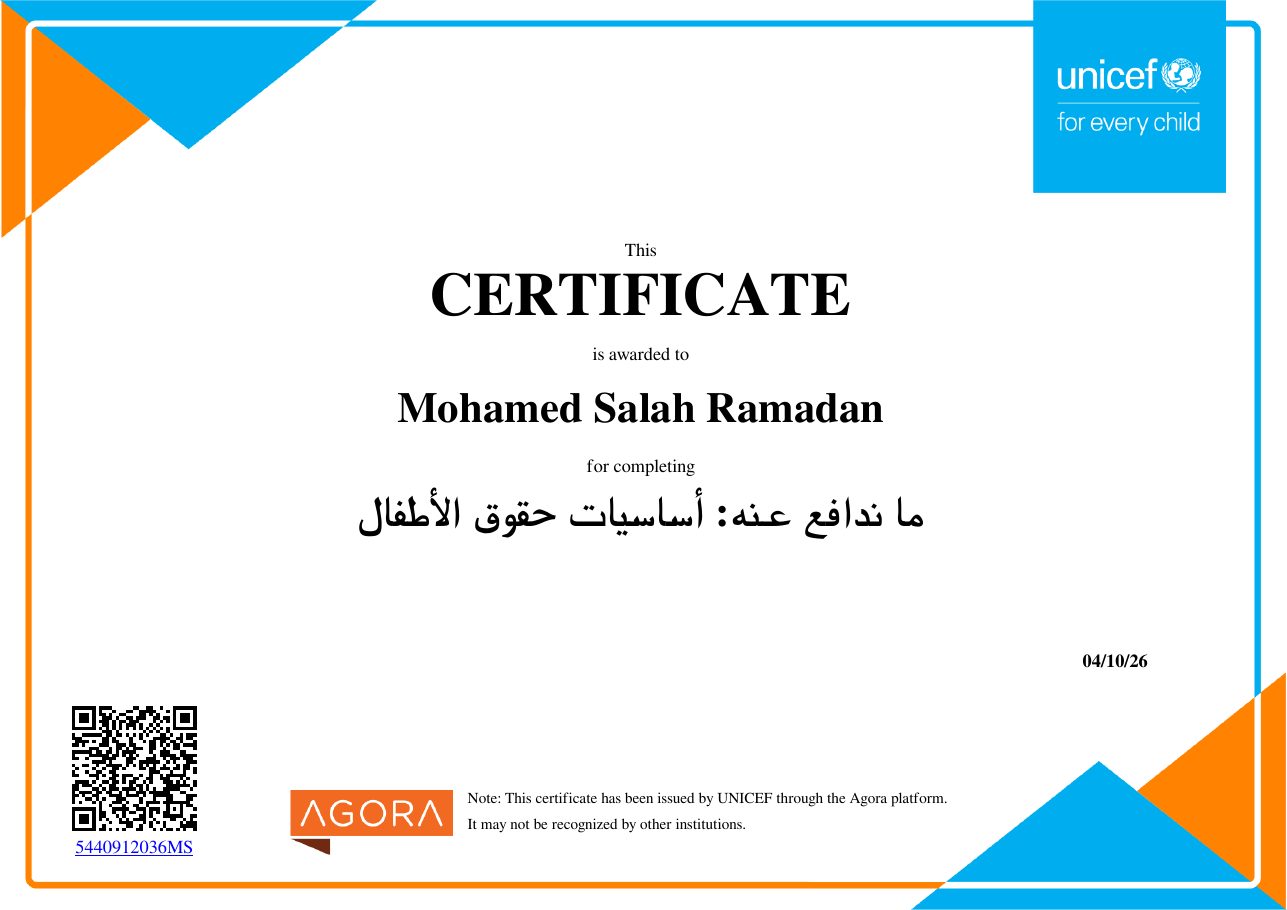 unicef
for every child
This
CERTIFICATE
is awarded to
Mohamed Salah Ramadan
for completing
ما ندافع عنه: أساسيات حقوق الأطفال
04/10/26
5440912036MS
AGORA
Note: This certificate has been issued by UNICEF through the Agora platform.
It may not be recognized by other institutions.